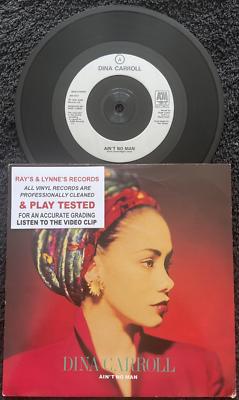 DINA CARROLL
A&M
AIN'T NO MAN
RAY'S & LYNNE'S RECORDS
ALL VINYL RECORDS ARE
PROFESSIONALLY CLEANED
& PLAY TESTED
FOR AN ACCURATE GRADING
LISTEN TO THE VIDEO CLIP
DINA CARROLL
AIN'T NO MAN